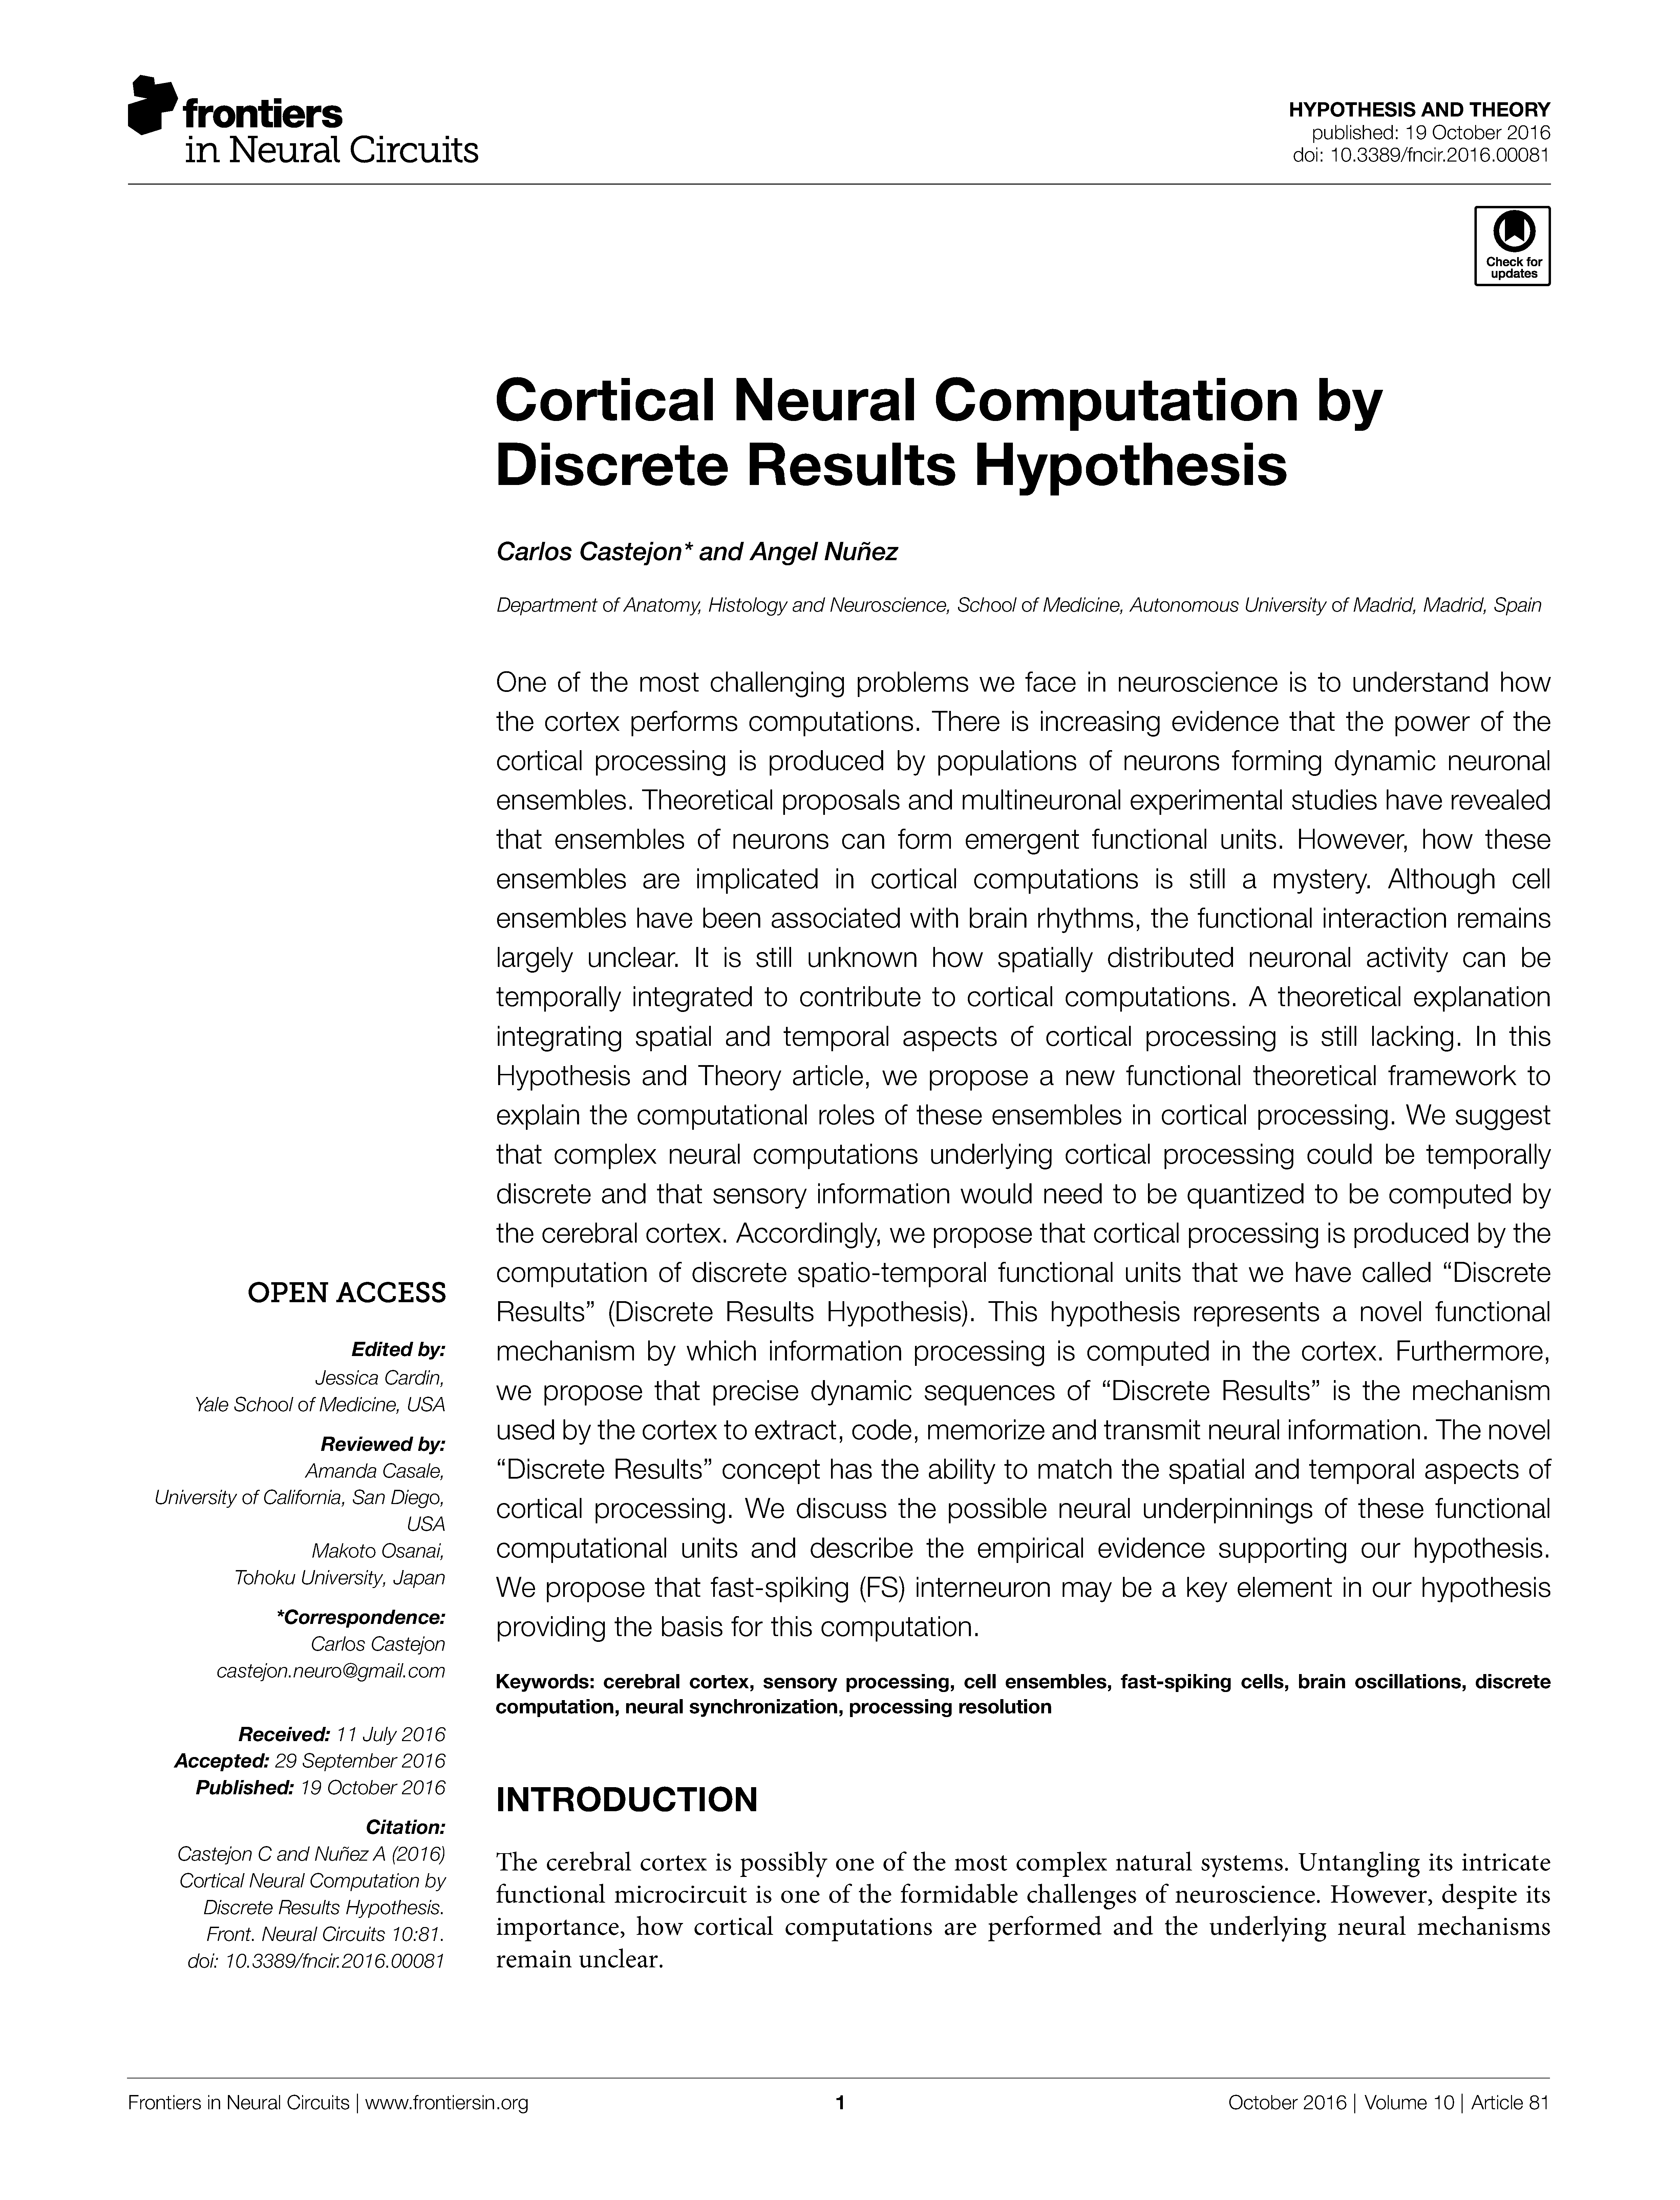 frontiers
in Neural Circuits
HYPOTHESIS AND THEORY
published: 19 October 2016
doi: 10.3389/fncir.2016.00081
Check for
updates
Cortical Neural Computation by
Discrete Results Hypothesis
Carlos Castejon* and Angel Nuñez
Department of Anatomy, Histology and Neuroscience, School of Medicine, Autonomous University of Madrid, Madrid, Spain
One of the most challenging problems we face in neuroscience is to understand how
the cortex performs computations. There is increasing evidence that the power of the
cortical processing is produced by populations of neurons forming dynamic neuronal
ensembles. Theoretical proposals and multineuronal experimental studies have revealed
that ensembles of neurons can form emergent functional units. However, how these
ensembles are implicated in cortical computations is still a mystery. Although cell
ensembles have been associated with brain rhythms, the functional interaction remains
largely unclear. It is still unknown how spatially distributed neuronal activity can be
temporally integrated to contribute to cortical computations. A theoretical explanation
integrating spatial and temporal aspects of cortical processing is still lacking. In this
Hypothesis and Theory article, we propose a new functional theoretical framework to
explain the computational roles of these ensembles in cortical processing. We suggest
that complex neural computations underlying cortical processing could be temporally
discrete and that sensory information would need to be quantized to be computed by
the cerebral cortex. Accordingly, we propose that cortical processing is produced by the
computation of discrete spatio-temporal functional units that we have called “Discrete
Results” (Discrete Results Hypothesis). This hypothesis represents a novel functional
mechanism by which information processing is computed in the cortex. Furthermore,
we propose that precise dynamic sequences of “Discrete Results” is the mechanism
used by the cortex to extract, code, memorize and transmit neural information. The novel
“Discrete Results” concept has the ability to match the spatial and temporal aspects of
cortical processing. We discuss the possible neural underpinnings of these functional
computational units and describe the empirical evidence supporting our hypothesis.
We propose that fast-spiking (FS) interneuron may be a key element in our hypothesis
providing the basis for this computation.
Keywords: cerebral cortex, sensory processing, cell ensembles, fast-spiking cells, brain oscillations, discrete
computation, neural synchronization, processing resolution
OPEN ACCESS
Edited by:
Jessica Cardin,
Yale School of Medicine, USA
Reviewed by:
Amanda Casale,
University of California, San Diego,
USA
Makoto Osanai,
Tohoku University, Japan
*Correspondence:
Carlos Castejon
castejon.neuro@gmail.com
Received: 11 July 2016
Accepted: 29 September 2016
Published: 19 October 2016
Citation:
Castejon C and Nuñez A (2016)
Cortical Neural Computation by
Discrete Results Hypothesis.
Front. Neural Circuits 10:81.
doi: 10.3389/fncir.2016.00081
INTRODUCTION
The cerebral cortex is possibly one of the most complex natural systems. Untangling its intricate
functional microcircuit is one of the formidable challenges of neuroscience. However, despite its
importance, how cortical computations are performed and the underlying neural mechanisms
remain unclear.
Frontiers in Neural Circuits | www.frontiersin.org
1
October 2016 | Volume 10 | Article 81